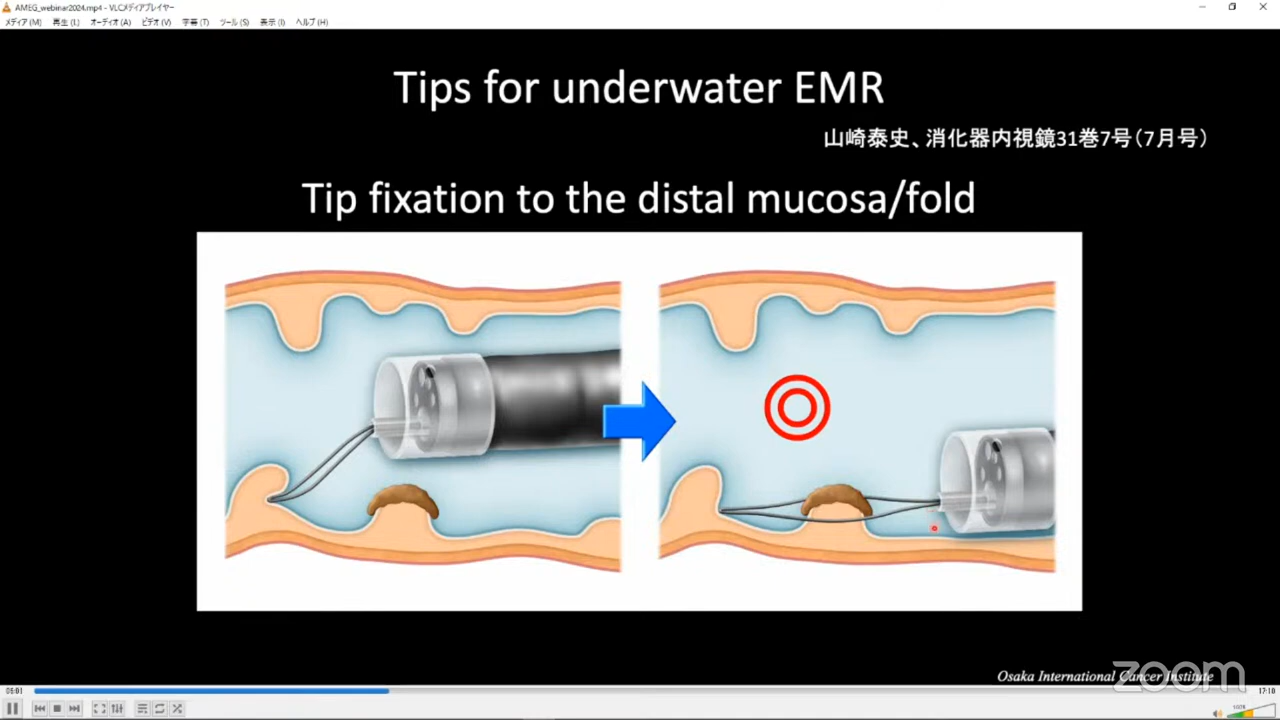 AMEG_webinar2024.mp4 - VLCメディアプレイヤー
メディア(M) 再生(L) オーディオ(A) ビデオ(V) 字幕(T) ツール(S) 表示(I) ヘルプ(H)
Tips for underwater EMR
山崎泰史、消化器内視鏡31巻7号(7月号)
Tip fixation to the distal mucosa/fold
Osaka International Cancer Institute
zoom
17:18
100%